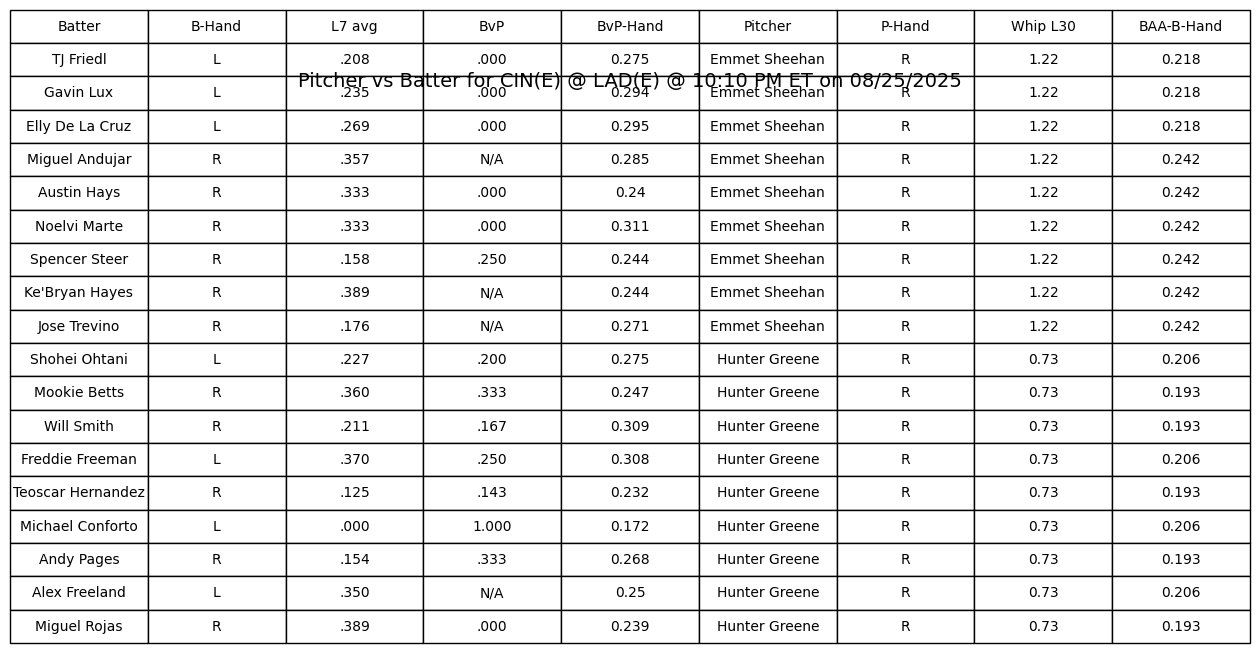 Batter B-Hand L7 avg BvP BvP-Hand Pitcher P-Hand Whip L30 BAA-B-Hand
TJ Friedl L .208 .000 0.275 Emmet Sheehan R 1.22 0.218
Pitcher vs Batter for CIN(E) @ LAD(E) @ 10:10 PM ET on 08/25/2025
Gavin Lux L .235 .000 0.294 Emmet Sheehan R 1.22 0.218
Elly De La Cruz L .269 .000 0.295 Emmet Sheehan R 1.22 0.218
Miguel Andujar R .357 N/A 0.285 Emmet Sheehan R 1.22 0.242
Austin Hays R .333 .000 0.24 Emmet Sheehan R 1.22 0.242
Noelvi Marte R .333 .000 0.311 Emmet Sheehan R 1.22 0.242
Spencer Steer R .158 .250 0.244 Emmet Sheehan R 1.22 0.242
Ke'Bryan Hayes R .389 N/A 0.244 Emmet Sheehan R 1.22 0.242
Jose Trevino R .176 N/A 0.271 Emmet Sheehan R 1.22 0.242
Shohei Ohtani L .227 .200 0.275 Hunter Greene R 0.73 0.206
Mookie Betts R .360 .333 0.247 Hunter Greene R 0.73 0.193
Will Smith R .211 .167 0.309 Hunter Greene R 0.73 0.193
Freddie Freeman L .370 .250 0.308 Hunter Greene R 0.73 0.206
Teoscar Hernandez R .125 .143 0.232 Hunter Greene R 0.73 0.193
Michael Conforto L .000 1.000 0.172 Hunter Greene R 0.73 0.206
Andy Pages R .154 .333 0.268 Hunter Greene R 0.73 0.193
Alex Freeland L .350 N/A 0.25 Hunter Greene R 0.73 0.206
Miguel Rojas R .389 .000 0.239 Hunter Greene R 0.73 0.193